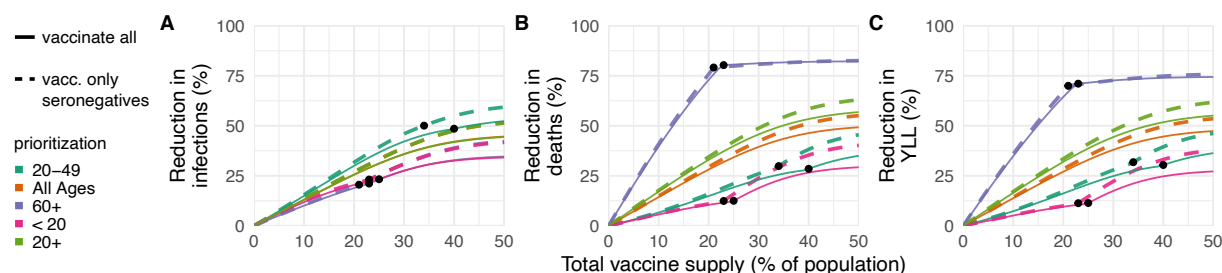 vaccinate all
vacc. only
seronegatives
prioritization
20−49
All Ages
60+
< 20
20+
A
Reduction in
infections (%)
100
75
50
25
0
0 10 20 30 40 50
B
Reduction in
deaths (%)
100
75
50
25
0
0 10 20 30 40 50
C
Reduction in
YLL (%)
100
75
50
25
0
0 10 20 30 40 50
Total vaccine supply (% of population)